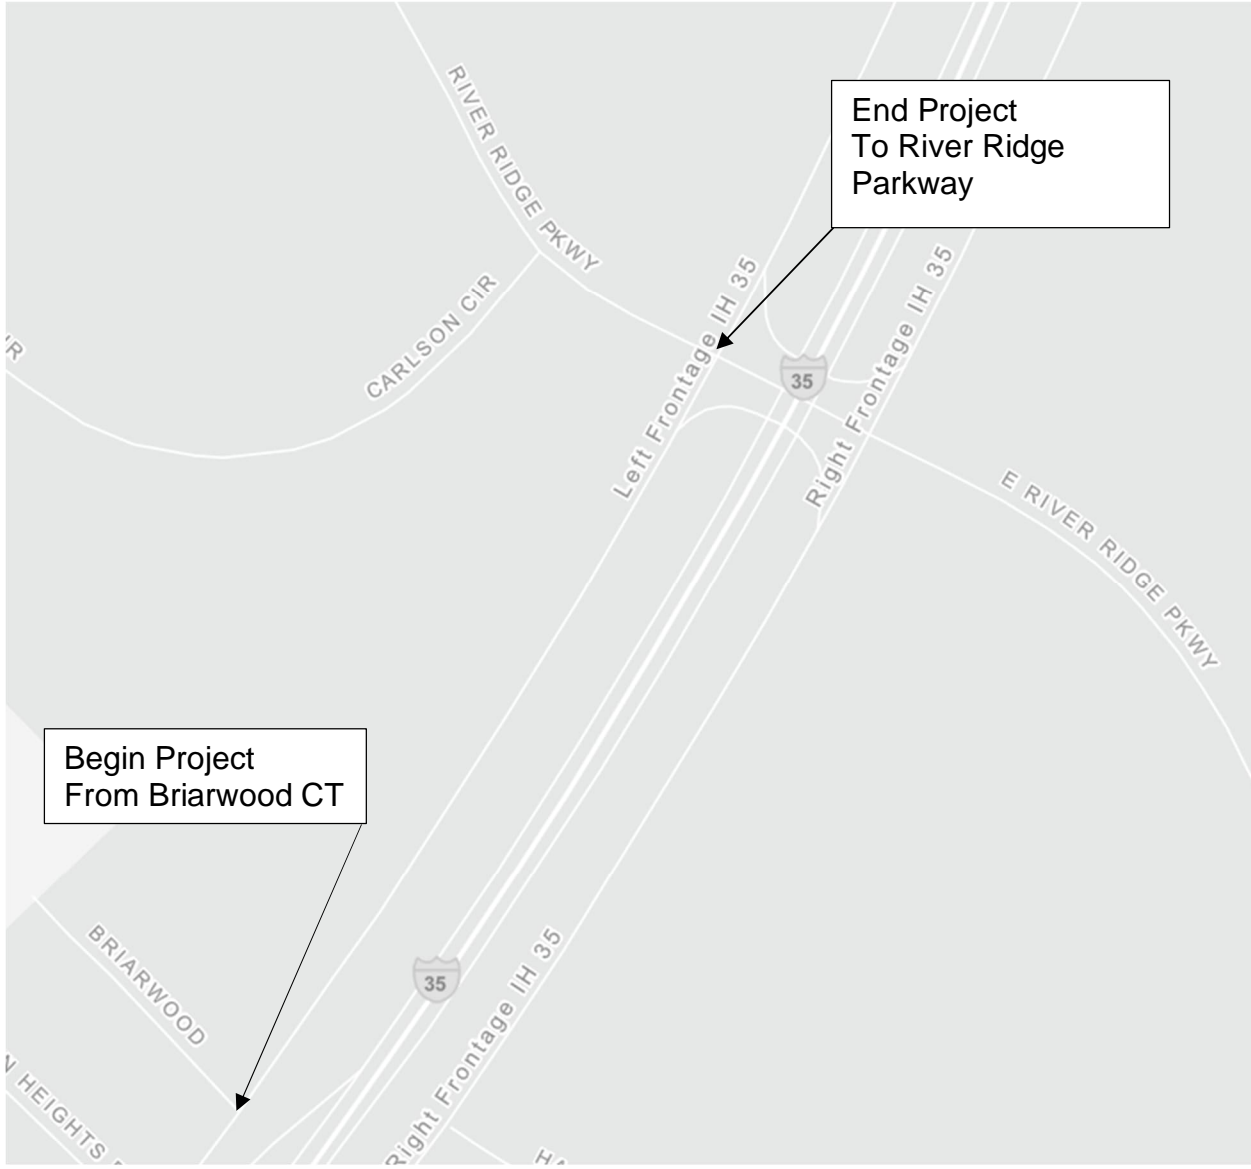 RIVER RIDGE PKWY
End Project
To River Ridge
Parkway
Left Frontage IH 35
Right Frontage IH 35
CARLSON CIR
35
E RIVER RIDGE PKWY
Begin Project
From Briarwood CT
BRIARWOOD
35
Right Frontage IH 35
HEIGHTS